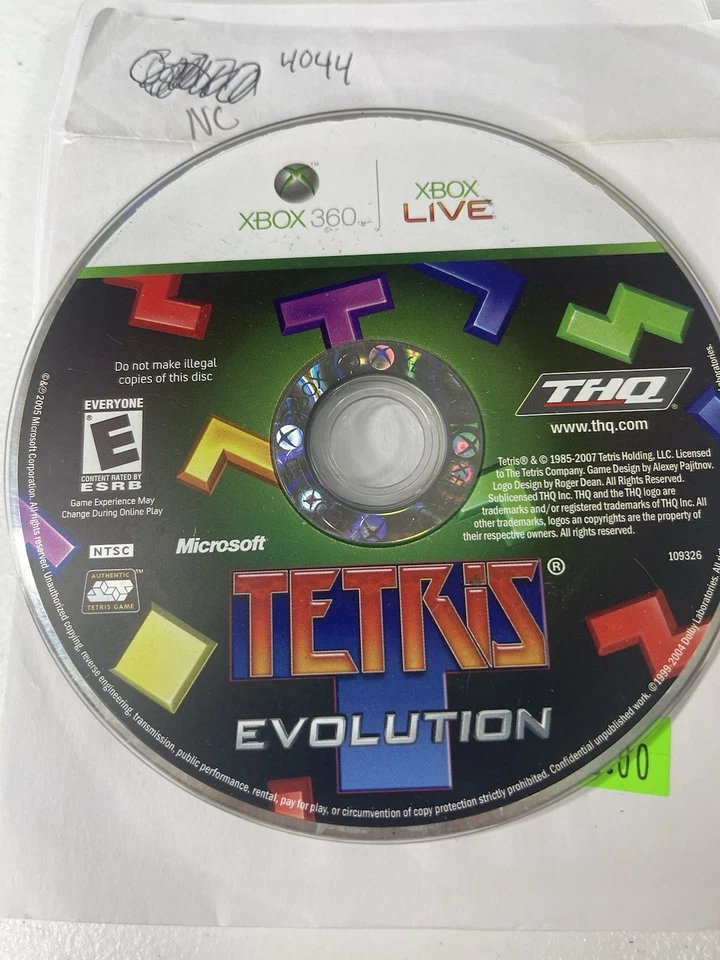 4044
NC
XBOX 360™
XBOX
LIVE
Do not make illegal
copies of this disc
EVERYONE
E
CONTENT RATED BY
ESRB
Game Experience May
Change During Online Play
THQ®
www.thq.com
Tetris® & © 1985-2007 Tetris Holding, LLC. Licensed
to The Tetris Company. Game Design by Alexey Pajitnov.
Logo Design by Roger Dean. All Rights Reserved.
Sublicensed THQ Inc. THQ and the THQ logo are
trademarks and/or registered trademarks of THQ Inc. All
other trademarks, logos an copyrights are the property of
their respective owners. All rights reserved.
109326
NTSC
Microsoft®
AUTHENTIC
TETRIS GAME™
TETRIS®
EVOLUTION
©&℗ 2005 Microsoft Corporation. All rights reserved. Unauthorized copying, reverse engineering, transmission, public performance, rental, pay for play, or circumvention of copy protection strictly prohibited. Confidential unpublished work. ©1999-2004 Dolby Laboratories. All
.00